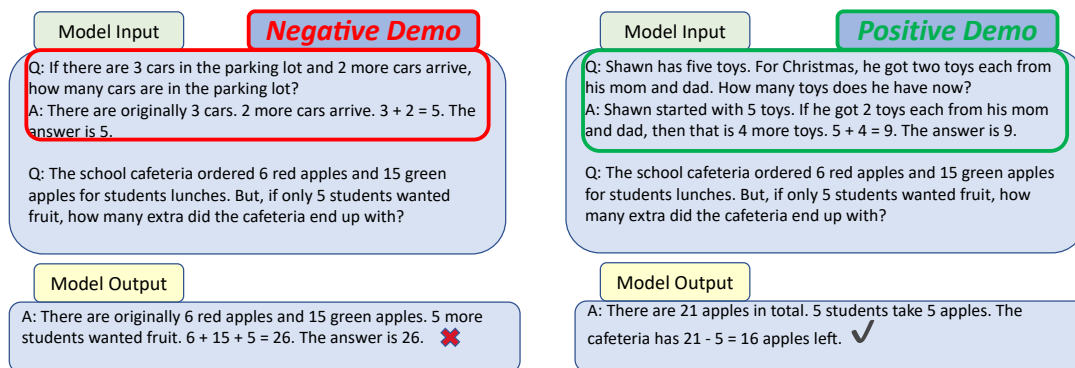 Model Input
Negative Demo
Q: If there are 3 cars in the parking lot and 2 more cars arrive,
how many cars are in the parking lot?
A: There are originally 3 cars. 2 more cars arrive. 3 + 2 = 5. The
answer is 5.
Q: The school cafeteria ordered 6 red apples and 15 green
apples for students lunches. But, if only 5 students wanted
fruit, how many extra did the cafeteria end up with?
Model Output
A: There are originally 6 red apples and 15 green apples. 5 more
students wanted fruit. 6 + 15 + 5 = 26. The answer is 26.
Model Input
Positive Demo
Q: Shawn has five toys. For Christmas, he got two toys each from
his mom and dad. How many toys does he have now?
A: Shawn started with 5 toys. If he got 2 toys each from his mom
and dad, then that is 4 more toys. 5 + 4 = 9. The answer is 9.
Q: The school cafeteria ordered 6 red apples and 15 green apples
for students lunches. But, if only 5 students wanted fruit, how
many extra did the cafeteria end up with?
Model Output
A: There are 21 apples in total. 5 students take 5 apples. The
cafeteria has 21 - 5 = 16 apples left.